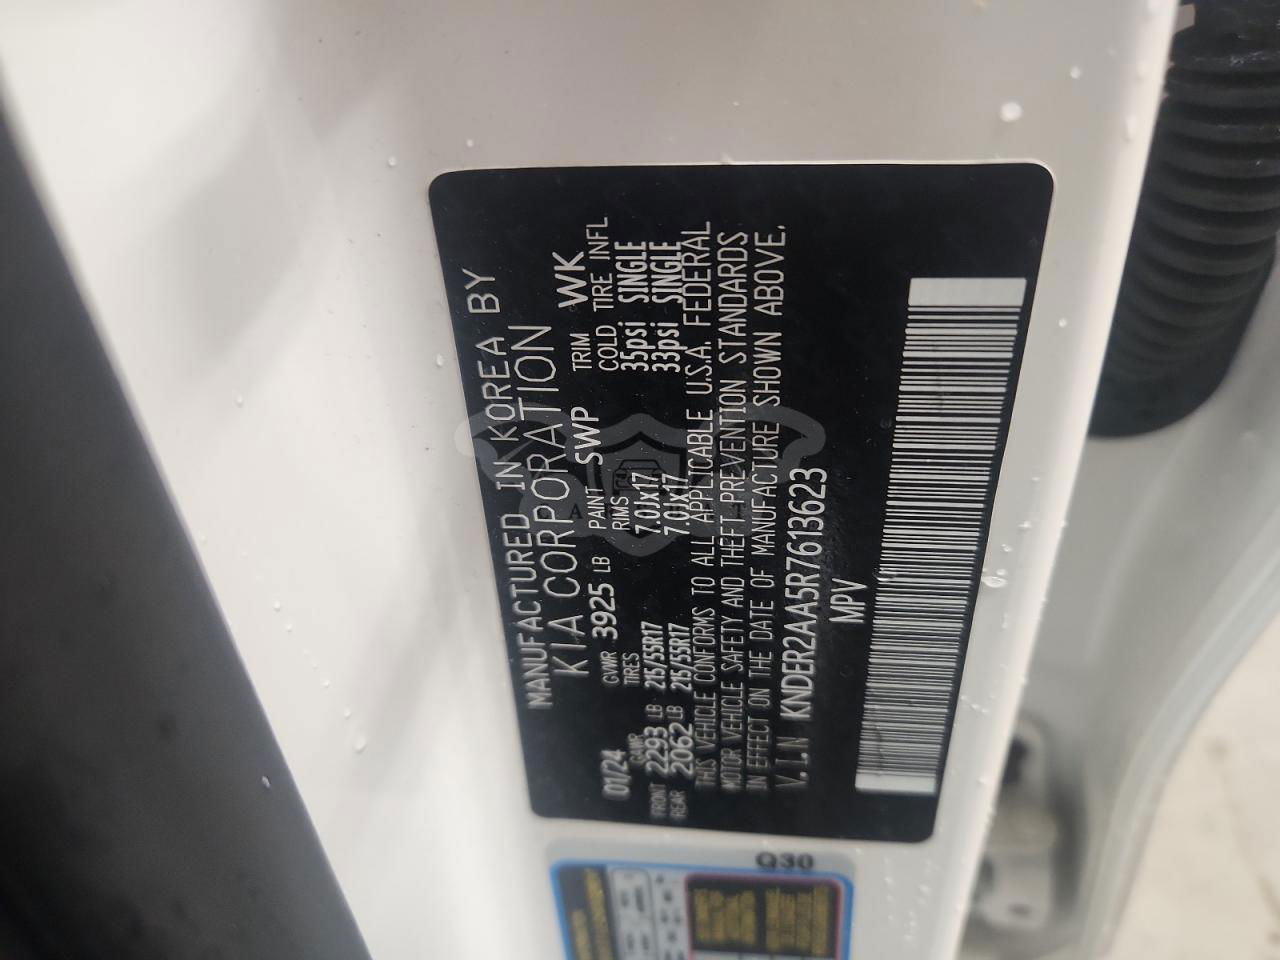 MANUFACTURED IN KOREA BY
KIA CORPORATION
01/24 GVWR 3925 LB PAINT SWP TRIM WK
GAWR TIRES RIMS COLD TIRE INFL
FRONT 2293 LB 215/55R17 7.0Jx17 35psi SINGLE
REAR 2062 LB 215/55R17 7.0Jx17 33psi SINGLE
THIS VEHICLE CONFORMS TO ALL APPLICABLE U.S.A. FEDERAL
MOTOR VEHICLE SAFETY AND THEFT PREVENTION STANDARDS
IN EFFECT ON THE DATE OF MANUFACTURE SHOWN ABOVE.
V.I.N KNDER2AA5R7613623
MPV
Q30